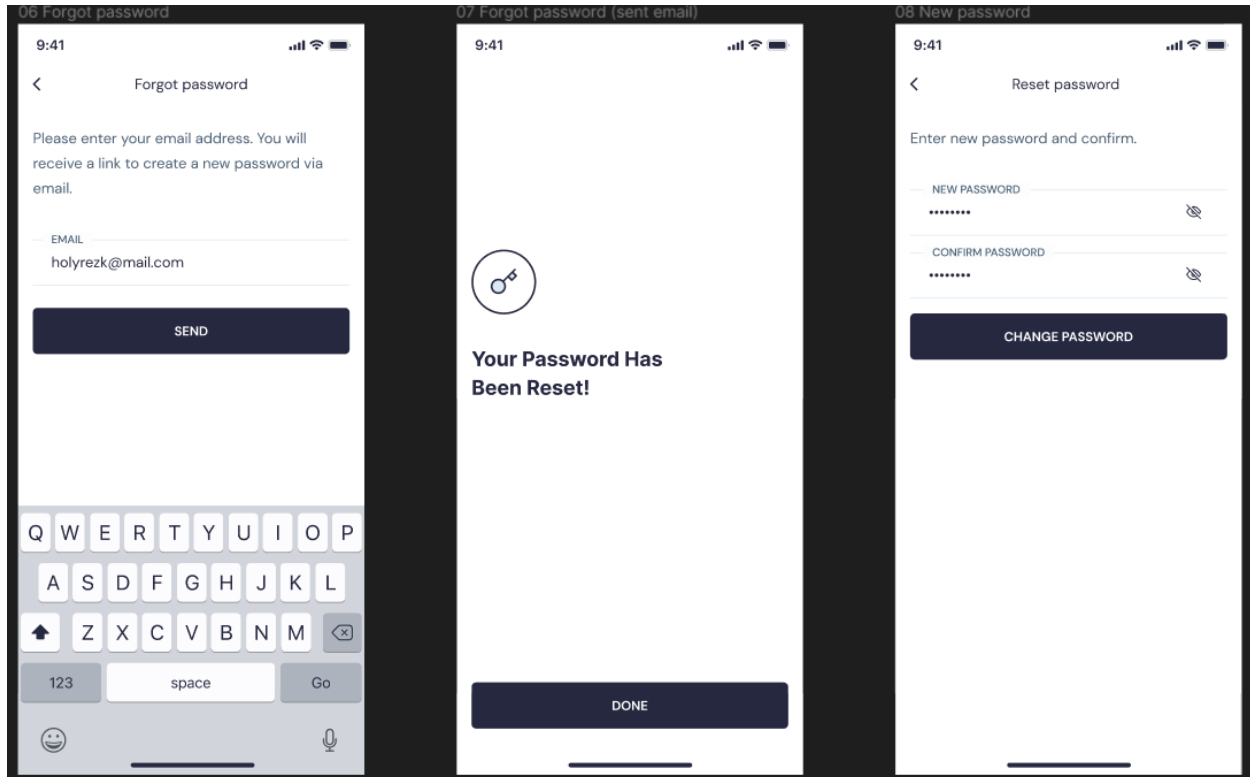 06 Forgot password
9:41
Forgot password
Please enter your email address. You will
receive a link to create a new password via
email.
EMAIL
holyrezk@mail.com
SEND
Q W E R T Y U I O P
A S D F G H J K L
Z X C V B N M
123 space Go
07 Forgot password (sent email)
9:41
Your Password Has
Been Reset!
DONE
08 New password
9:41
Reset password
Enter new password and confirm.
NEW PASSWORD
••••••••
CONFIRM PASSWORD
••••••••
CHANGE PASSWORD